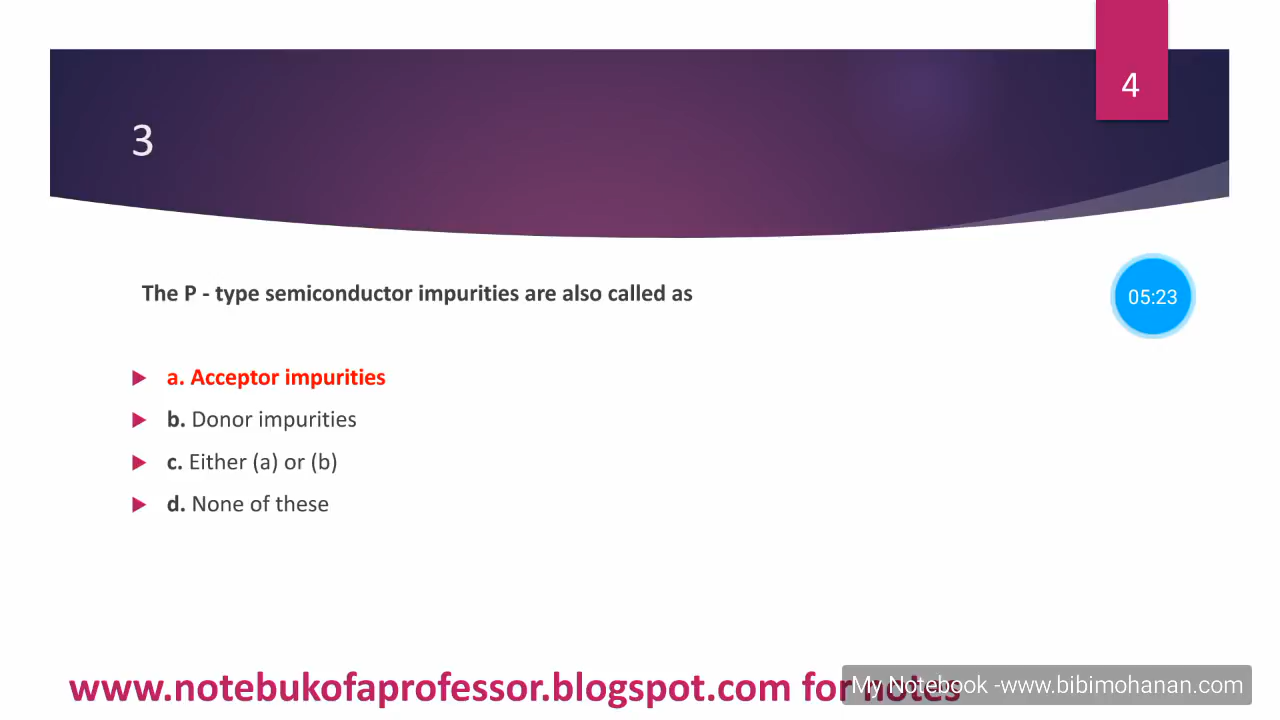 4
3
The P - type semiconductor impurities are also called as
05:23
a. Acceptor impurities
b. Donor impurities
c. Either (a) or (b)
d. None of these
www.notebukofaprofessor.blogspot.com for notes
My Notebook -www.bibimohanan.com